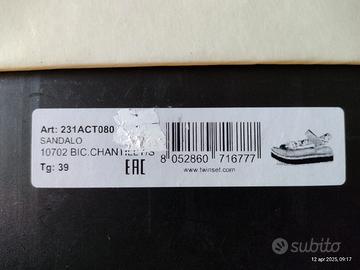 Art: 231ACT080
SANDALO
10702 BIC.CHANTILLY/S
Tg: 39
EAC
8 052860 716777
www.twinset.com
subito
12 apr 2025, 09:17